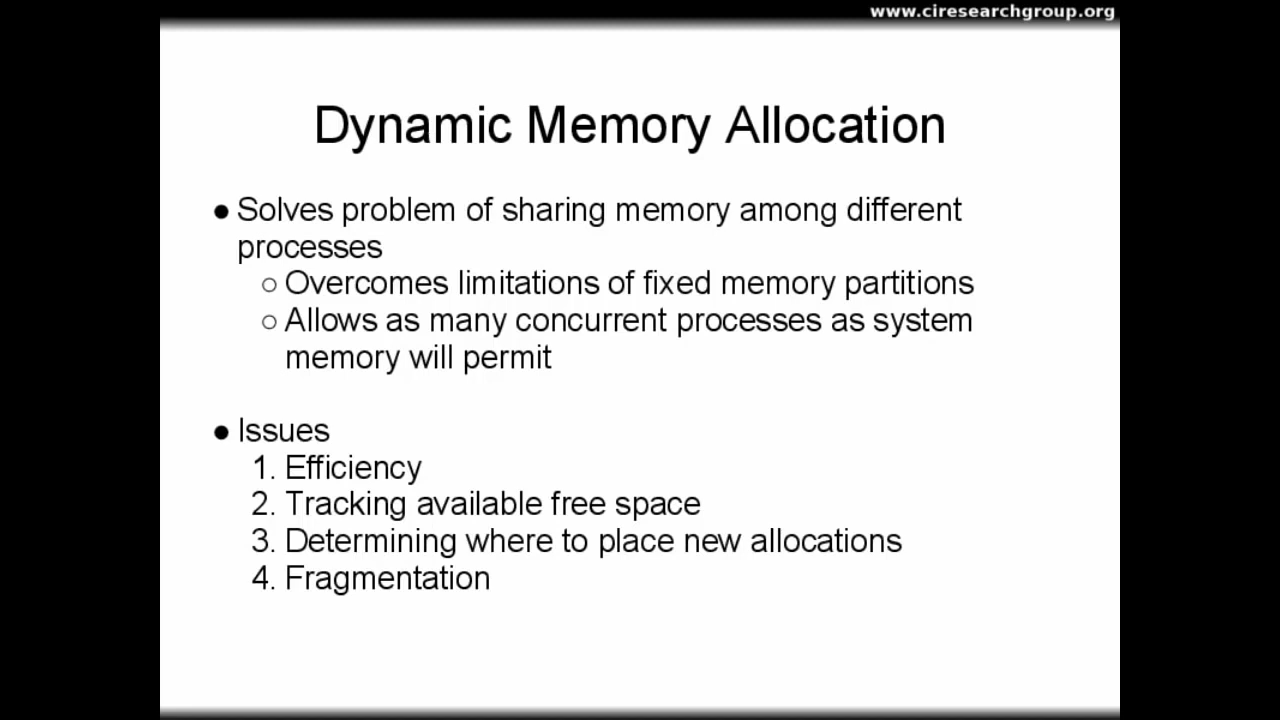 www.ciresearchgroup.org
Dynamic Memory Allocation
● Solves problem of sharing memory among different
processes
○ Overcomes limitations of fixed memory partitions
○ Allows as many concurrent processes as system
memory will permit
● Issues
1. Efficiency
2. Tracking available free space
3. Determining where to place new allocations
4. Fragmentation